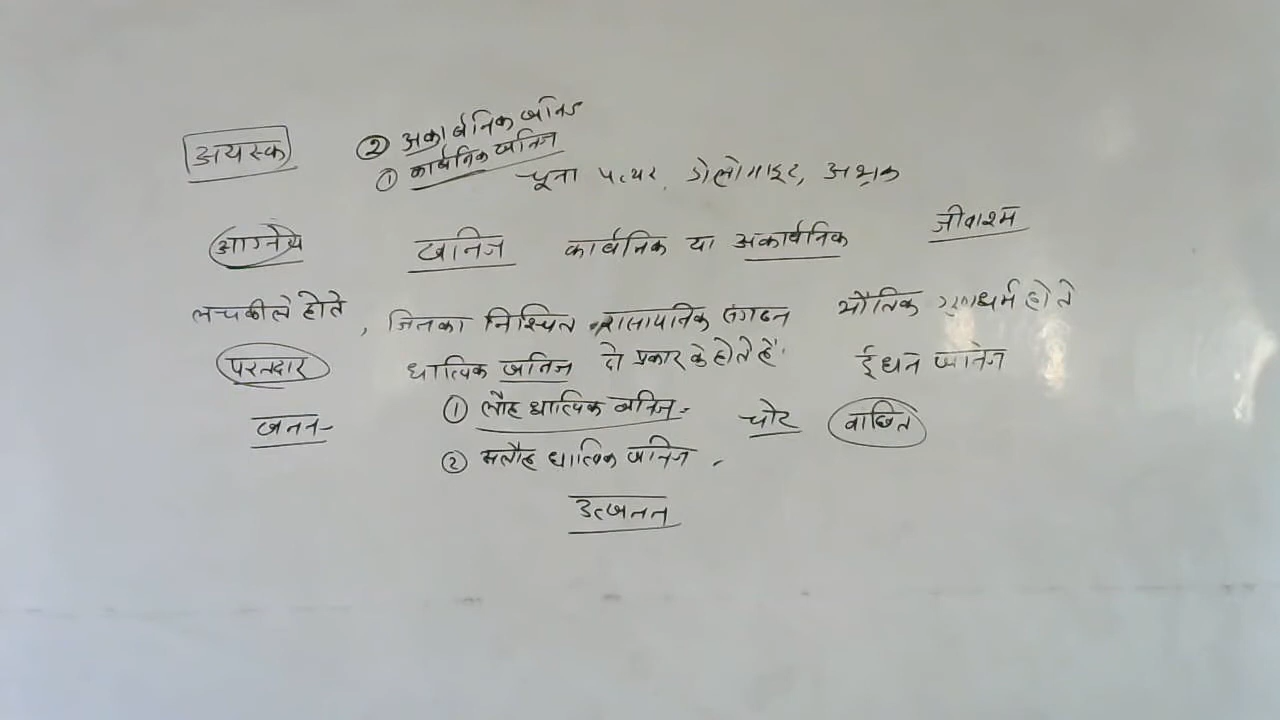 अयस्क
② अकार्बनिक खनिज
① कार्बनिक खनिज
चूना पत्थर, डोलोमाइट, अभ्रक
आग्नेय खनिज कार्बनिक या अकार्बनिक जीवाश्म
लचकीले होते, जिनका निश्चित रासायनिक संगठन भौतिक गुणधर्म होते
परतदार धात्विक खनिज दो प्रकार के होते हैं. ईंधन खनिज
① लौह धात्विक खनिज - चोर वांछित
खनन-
② अलौह धात्विक खनिज -
उत्खनन